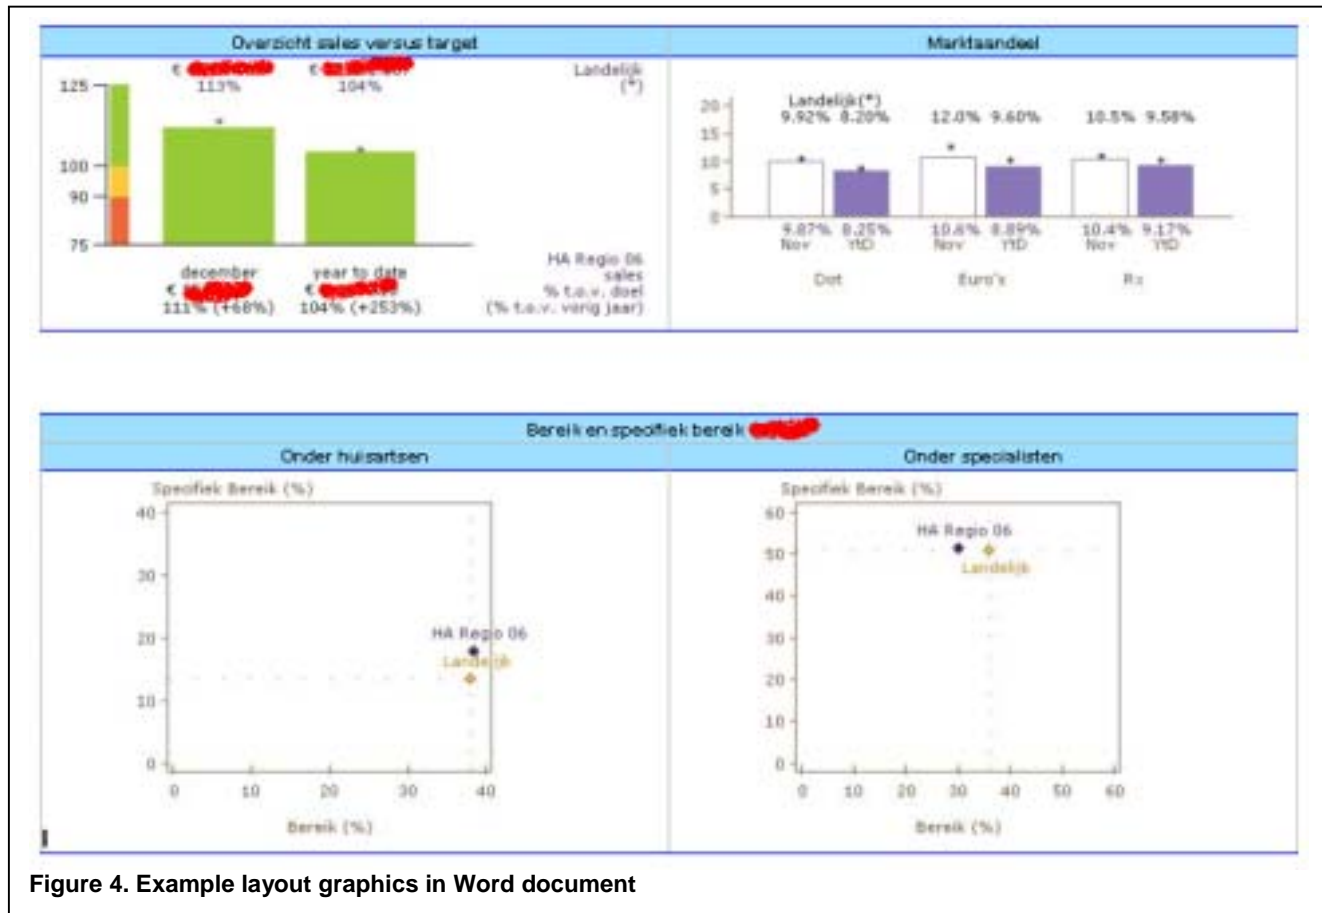 Overzicht sales versus target
Marktaandeel
€
€
Landelijk
113%
104%
(*)
125
100
90
75
december
year to date
HA Regio 06
sales
€
€
% t.o.v. doel
111% (+68%)
104% (+253%)
(% t.o.v. vorig jaar)
Landelijk(*)
9.92% 8.20%
12.0% 9.60%
10.5% 9.58%
20
15
10
5
0
9.87% 8.25%
10.6% 8.89%
10.4% 9.17%
Nov YtD
Nov YtD
Nov YtD
Dot
Euro's
Rx
Bereik en specifiek bereik
Onder huisartsen
Onder specialisten
Specifiek Bereik (%)
40
30
20
10
0
HA Regio 06
Landelijk
0 10 20 30 40
Bereik (%)
Specifiek Bereik (%)
60
50
40
30
20
10
0
HA Regio 06
Landelijk
0 10 20 30 40 50 60
Bereik (%)
Figure 4. Example layout graphics in Word document